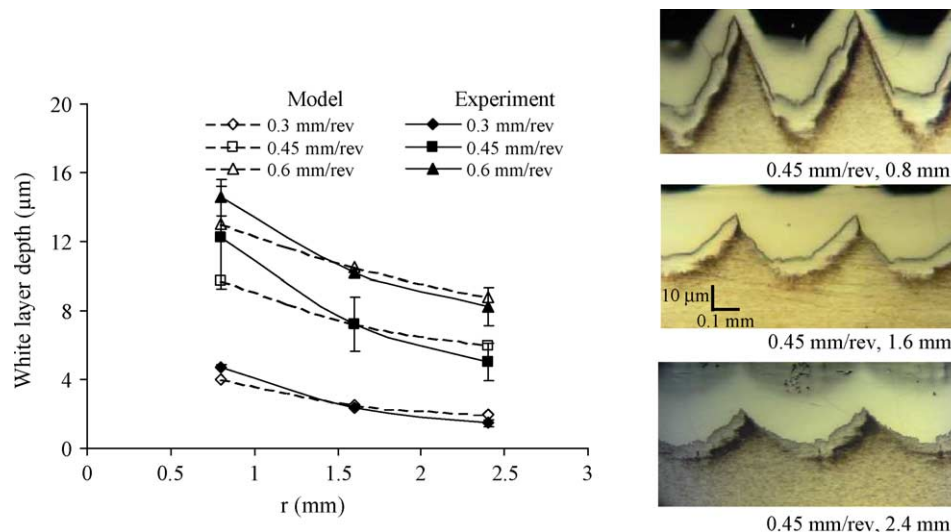 20
16
12
8
4
0
White layer depth (μm)
Model Experiment
0.3 mm/rev 0.3 mm/rev
0.45 mm/rev 0.45 mm/rev
0.6 mm/rev 0.6 mm/rev
0 0.5 1 1.5 2 2.5 3
r (mm)
0.45 mm/rev, 0.8 mm
10 μm
0.1 mm
0.45 mm/rev, 1.6 mm
0.45 mm/rev, 2.4 mm